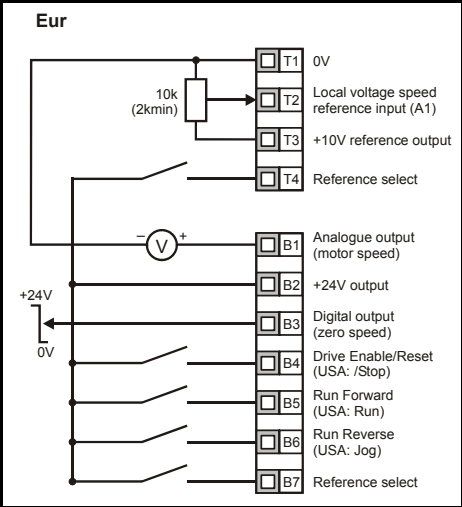 Eur
T1 0V
10k
(2kmin)
T2 Local voltage speed
reference input (A1)
T3 +10V reference output
T4 Reference select
– V +
B1 Analogue output
(motor speed)
B2 +24V output
+24V
0V
B3 Digital output
(zero speed)
B4 Drive Enable/Reset
(USA: /Stop)
B5 Run Forward
(USA: Run)
B6 Run Reverse
(USA: Jog)
B7 Reference select